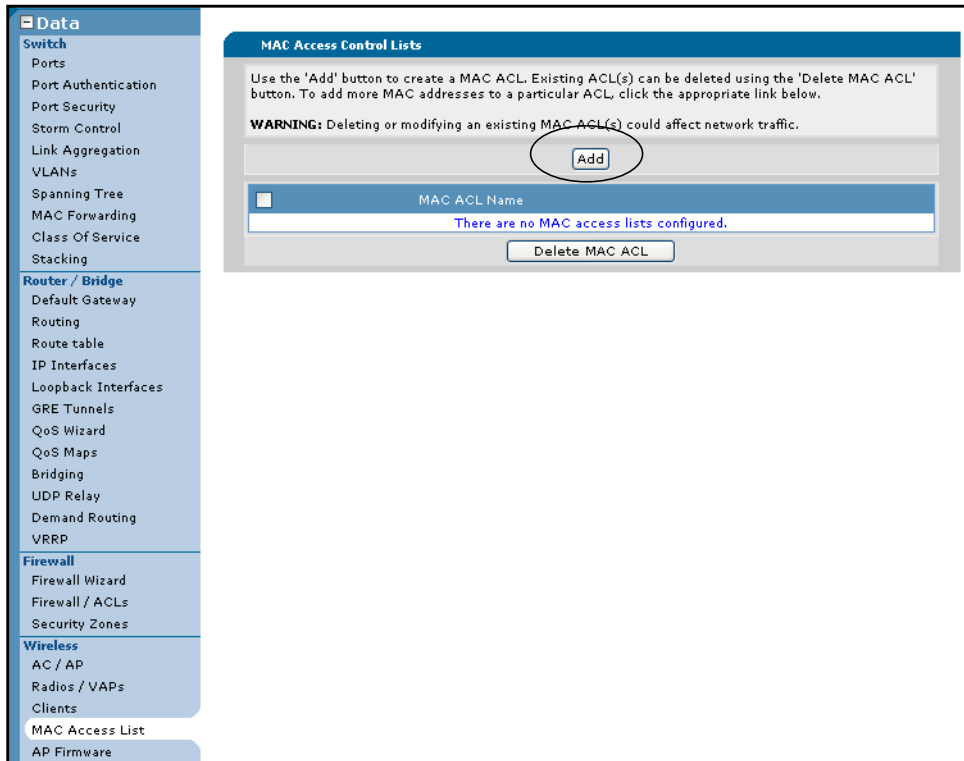 Data
Switch
Ports
Port Authentication
Port Security
Storm Control
Link Aggregation
VLANs
Spanning Tree
MAC Forwarding
Class Of Service
Stacking
Router / Bridge
Default Gateway
Routing
Route table
IP Interfaces
Loopback Interfaces
GRE Tunnels
QoS Wizard
QoS Maps
Bridging
UDP Relay
Demand Routing
VRRP
Firewall
Firewall Wizard
Firewall / ACLs
Security Zones
Wireless
AC / AP
Radios / VAPs
Clients
MAC Access List
AP Firmware
MAC Access Control Lists
Use the 'Add' button to create a MAC ACL. Existing ACL(s) can be deleted using the 'Delete MAC ACL'
button. To add more MAC addresses to a particular ACL, click the appropriate link below.
WARNING: Deleting or modifying an existing MAC ACL(s) could affect network traffic.
Add
MAC ACL Name
There are no MAC access lists configured.
Delete MAC ACL